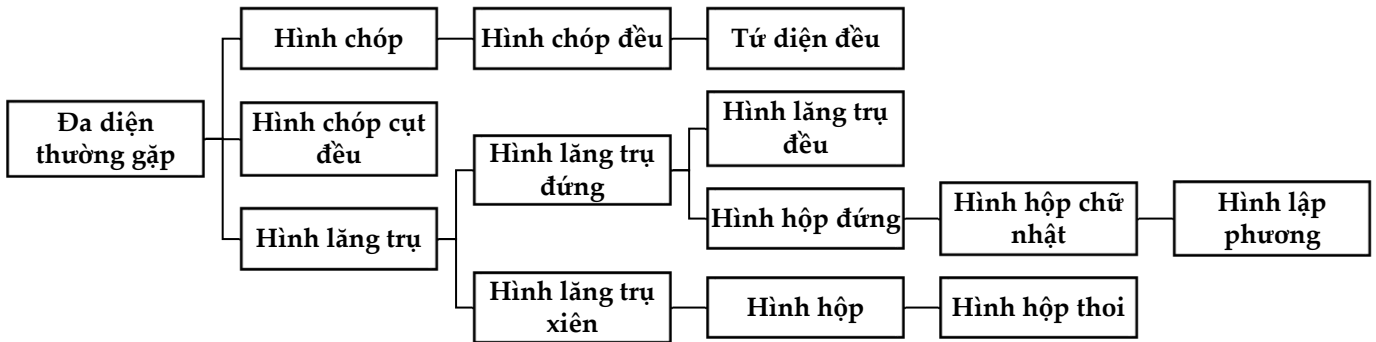 Đa diện
thường gặp
Hình chóp
Hình chóp đều
Tứ diện đều
Hình chóp cụt
đều
Hình lăng trụ
Hình lăng trụ
đứng
Hình lăng trụ
đều
Hình hộp đứng
Hình hộp chữ
nhật
Hình lập
phương
Hình lăng trụ
xiên
Hình hộp
Hình hộp thoi